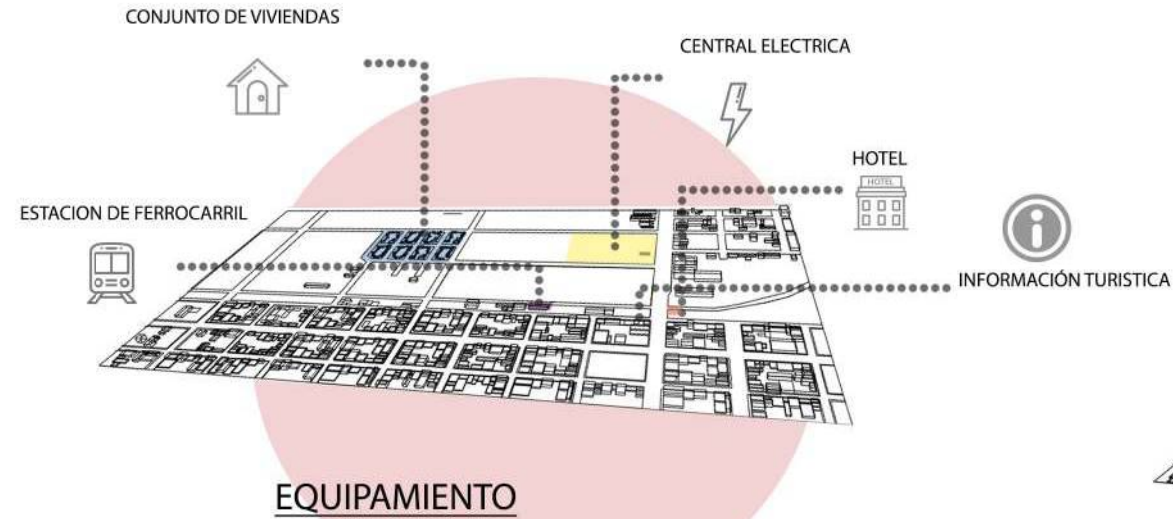 CONJUNTO DE VIVIENDAS
CENTRAL ELECTRICA
HOTEL
HOTEL
ESTACION DE FERROCARRIL
INFORMACIÓN TURISTICA
EQUIPAMIENTO